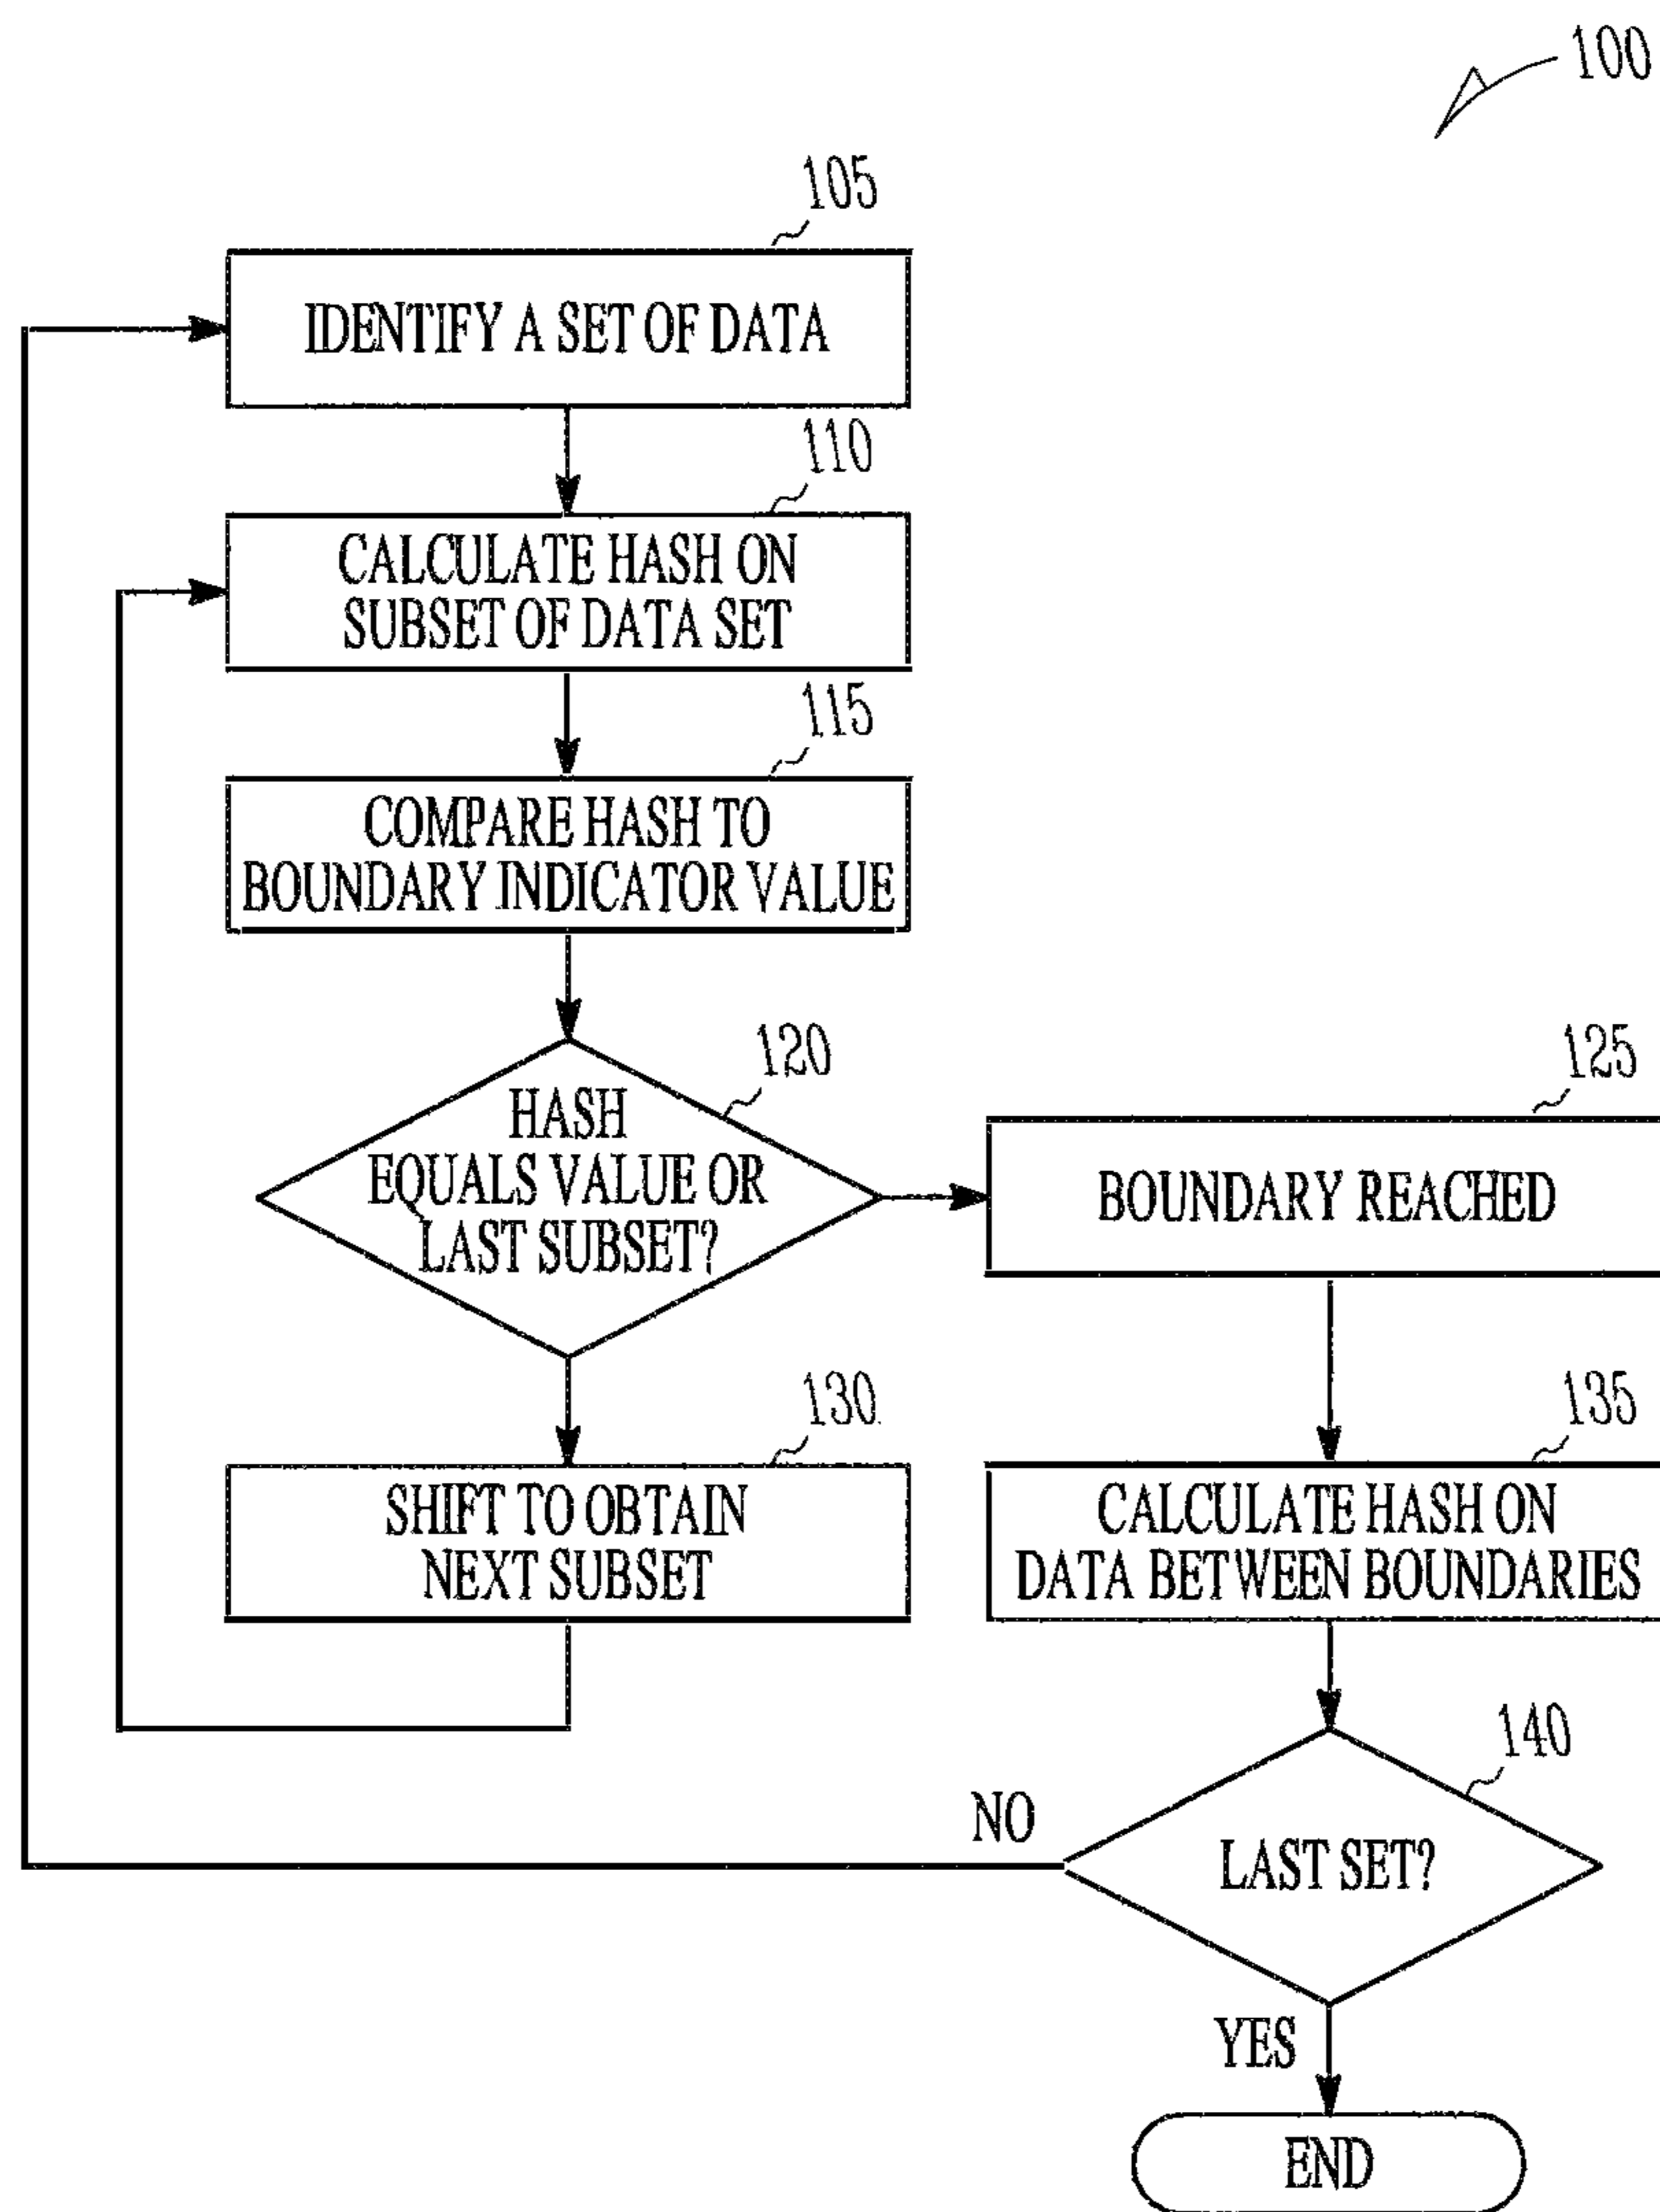 100
105
IDENTIFY A SET OF DATA
110
CALCULATE HASH ON
SUBSET OF DATA SET
115
COMPARE HASH TO
BOUNDARY INDICATOR VALUE
120
HASH
EQUALS VALUE OR
LAST SUBSET?
125
BOUNDARY REACHED
130
SHIFT TO OBTAIN
NEXT SUBSET
135
CALCULATE HASH ON
DATA BETWEEN BOUNDARIES
140
NO
LAST SET?
YES
END